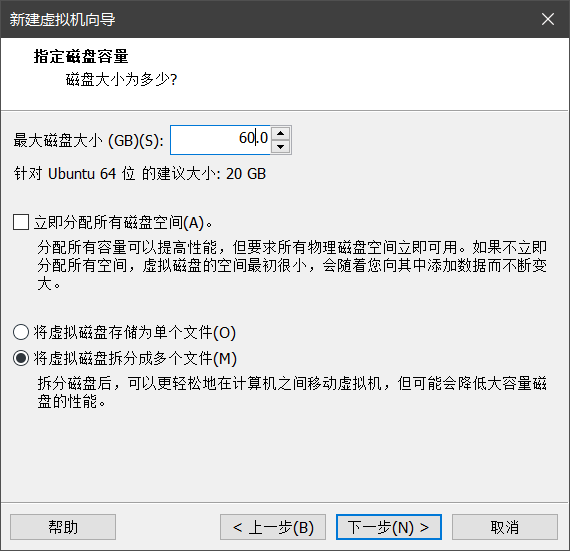 新建虚拟机向导
指定磁盘容量
磁盘大小为多少?
最大磁盘大小 (GB)(S): 60.0
针对 Ubuntu 64 位 的建议大小: 20 GB
立即分配所有磁盘空间(A)。
分配所有容量可以提高性能，但要求所有物理磁盘空间立即可用。如果不立即
分配所有空间，虚拟磁盘的空间最初很小，会随着您向其中添加数据而不断变
大。
将虚拟磁盘存储为单个文件(O)
将虚拟磁盘拆分成多个文件(M)
拆分磁盘后，可以更轻松地在计算机之间移动虚拟机，但可能会降低大容量磁
盘的性能。
帮助 < 上一步(B) 下一步(N) > 取消